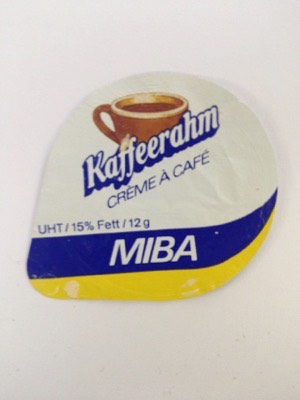 Kaffeerahm
CRÈME À CAFÉ
UHT / 15% Fett / 12 g
MIBA